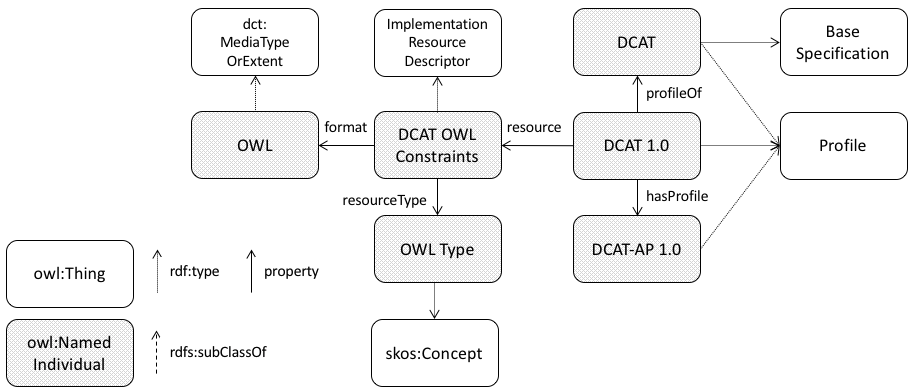 dct:
MediaType
OrExtent
Implementation
Resource
Descriptor
DCAT
Base
Specification
profileOf
OWL
format
DCAT OWL
Constraints
resource
DCAT 1.0
Profile
resourceType
hasProfile
OWL Type
DCAT-AP 1.0
owl:Thing
rdf:type
property
owl:Named
Individual
rdfs:subClassOf
skos:Concept